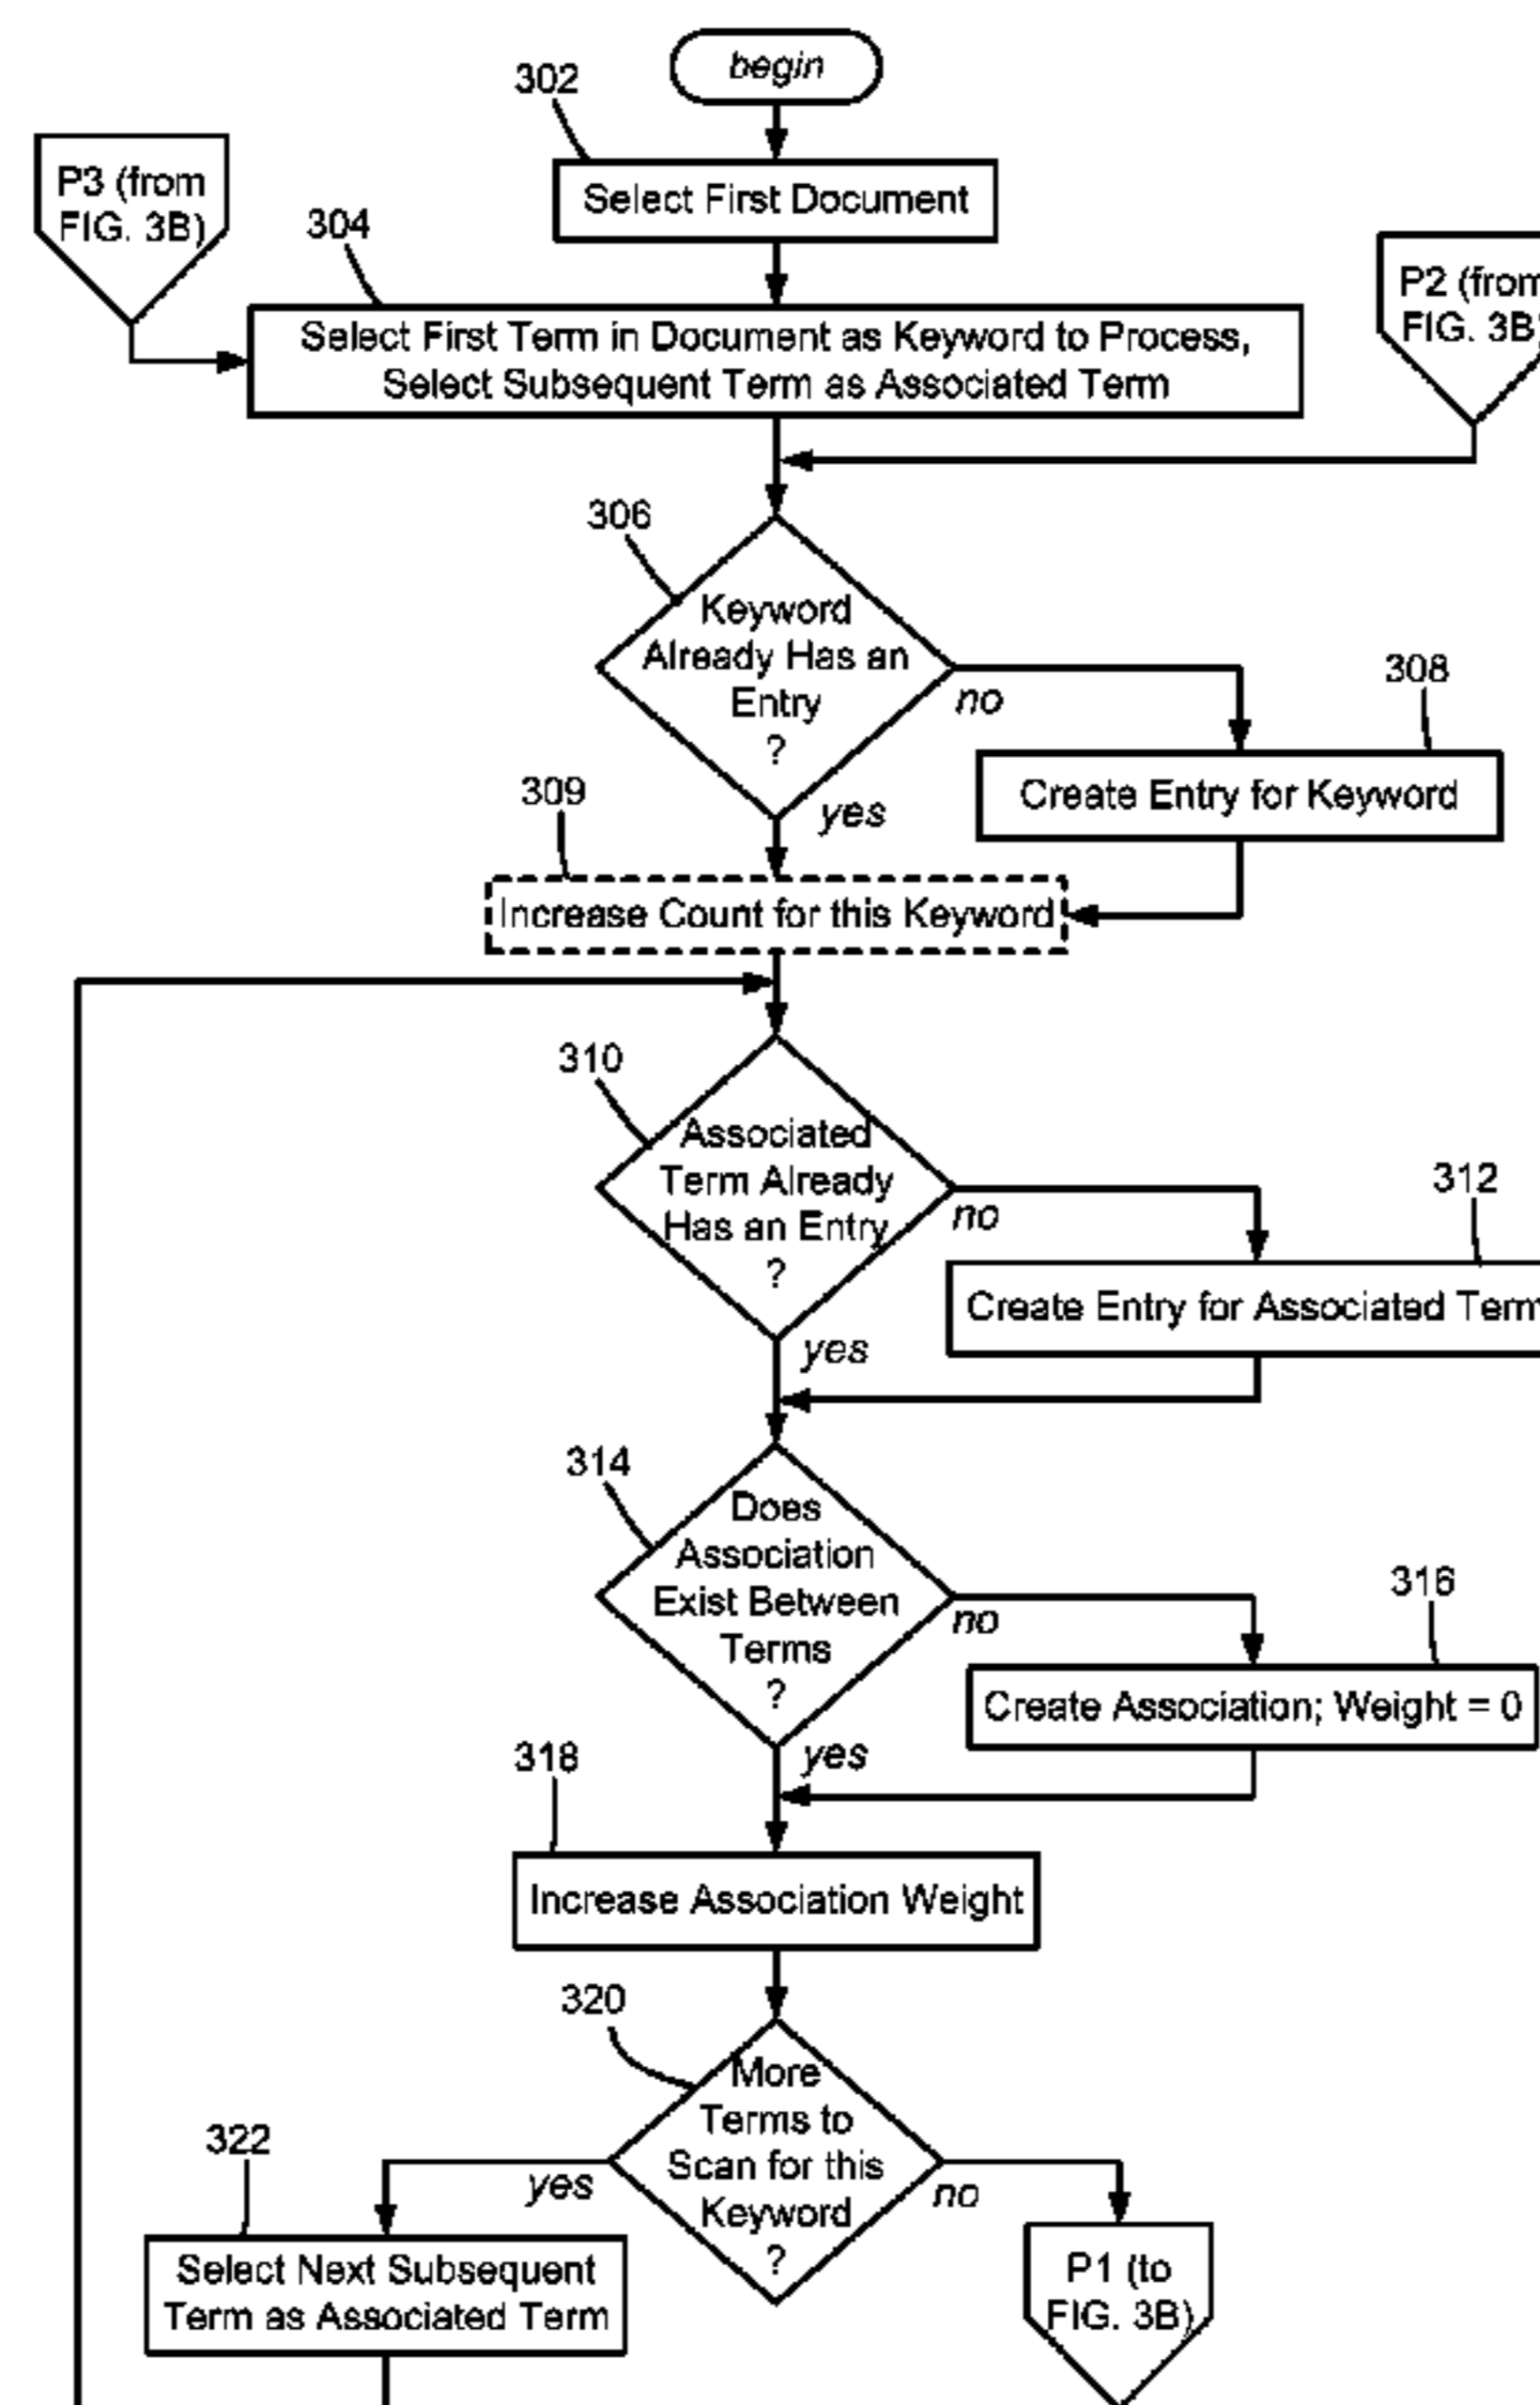 begin
302
Select First Document
P3 (from
FIG. 3B)
304
Select First Term in Document as Keyword to Process,
Select Subsequent Term as Associated Term
P2 (from
FIG. 3B)
306
Keyword
Already Has an
Entry
?
no
yes
308
Create Entry for Keyword
309
Increase Count for this Keyword
310
Associated
Term Already
Has an Entry
?
no
yes
312
Create Entry for Associated Term
314
Does
Association
Exist Between
Terms
?
no
yes
316
Create Association; Weight = 0
318
Increase Association Weight
320
More
Terms to
Scan for this
Keyword
?
yes
no
322
Select Next Subsequent
Term as Associated Term
P1 (to
FIG. 3B)